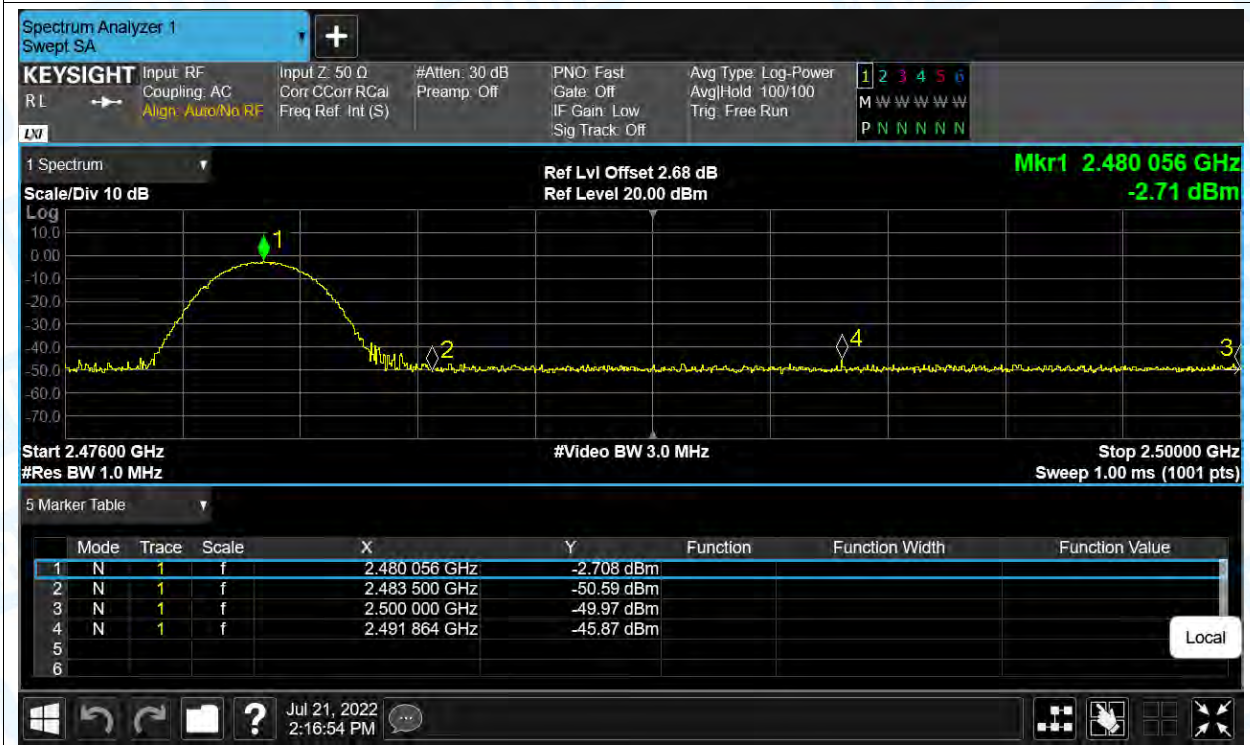 Spectrum Analyzer 1
Swept SA
+
KEYSIGHT Input: RF Input Z: 50 Ω #Atten: 30 dB PNO: Fast Avg Type: Log-Power 1 2 3 4 5 6
R L Coupling: AC Corr CCorr RCal Preamp: Off Gate: Off Avg|Hold: 100/100 M W W W W W
Align: Auto/No RF Freq Ref: Int (S) IF Gain: Low Trig: Free Run P N N N N N
LXI Sig Track: Off
1 Spectrum Ref Lvl Offset 2.68 dB Mkr1 2.480 056 GHz
Scale/Div 10 dB Ref Level 20.00 dBm -2.71 dBm
Log
10.0
1
0.00
-10.0
-20.0
-30.0
-40.0
2
4
3
-50.0
-60.0
-70.0
Start 2.47600 GHz #Video BW 3.0 MHz Stop 2.50000 GHz
#Res BW 1.0 MHz Sweep 1.00 ms (1001 pts)
5 Marker Table
Mode Trace Scale X Y Function Function Width Function Value
1 N 1 f 2.480 056 GHz -2.708 dBm
2 N 1 f 2.483 500 GHz -50.59 dBm
3 N 1 f 2.500 000 GHz -49.97 dBm
4 N 1 f 2.491 864 GHz -45.87 dBm
5
6
Local
? Jul 21, 2022
2:16:54 PM